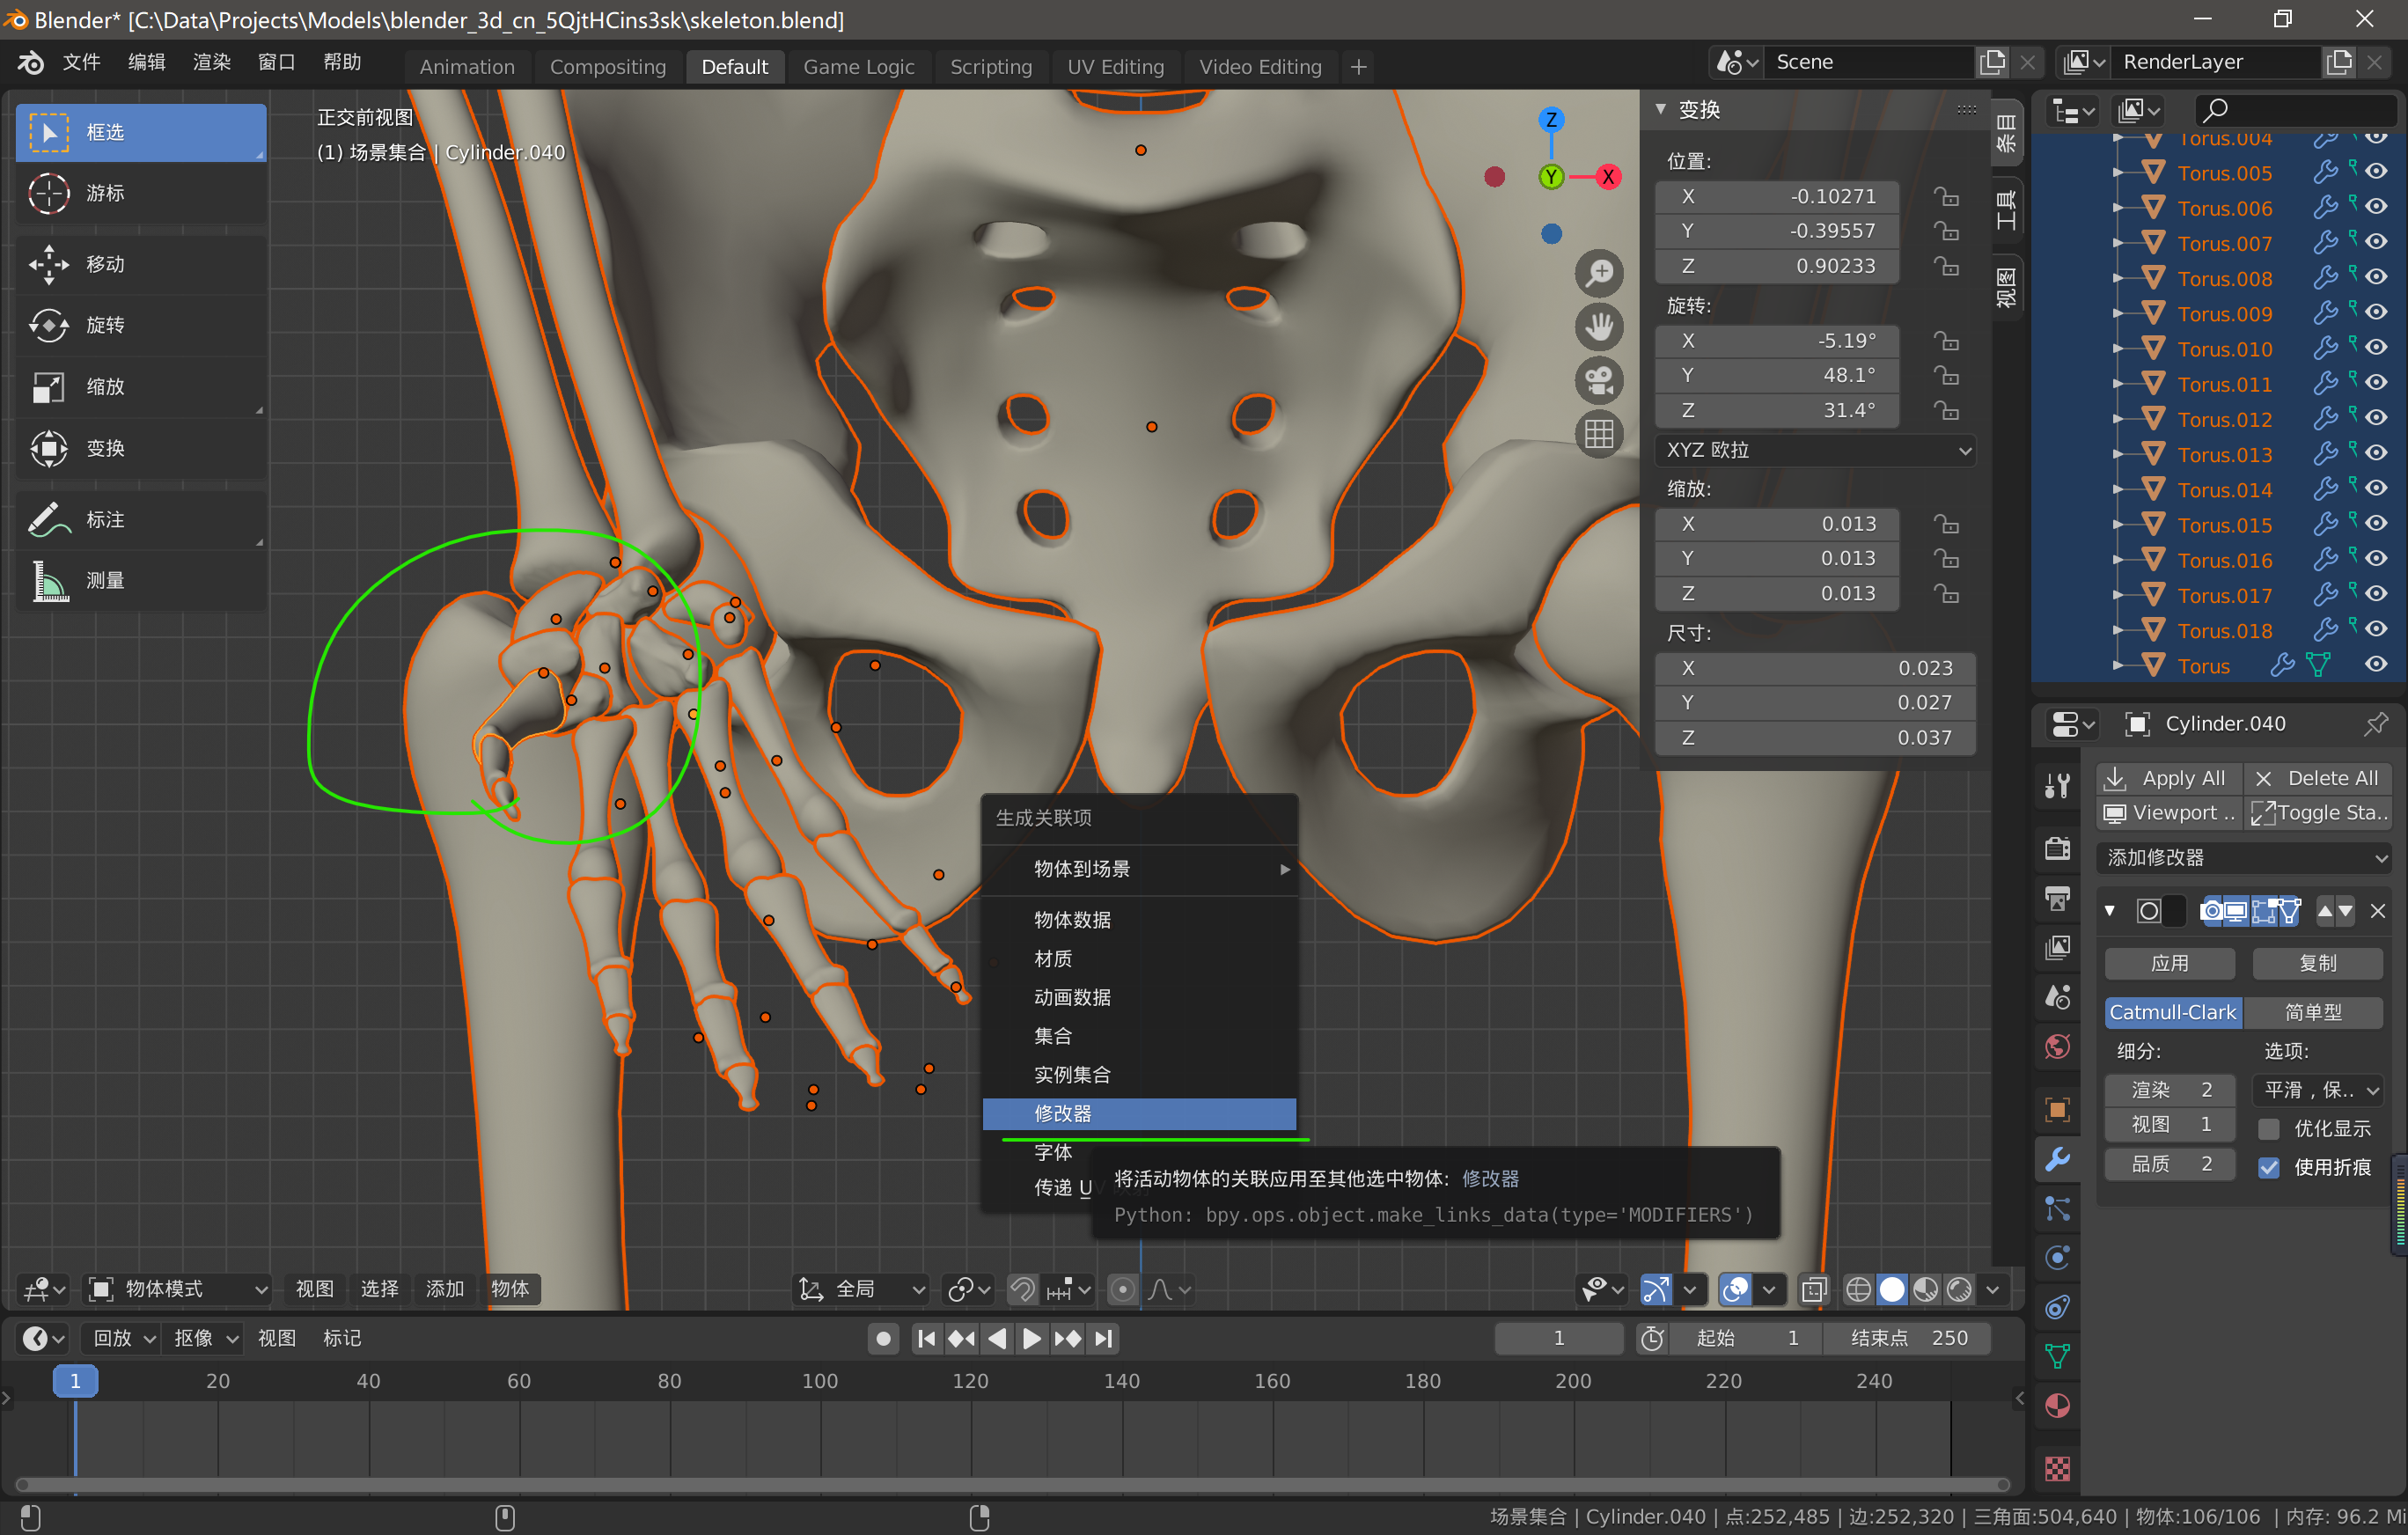 Blender* [C:\Data\Projects\Models\blender_3d_cn_5QjtHCins3sk\skeleton.blend]
文件 编辑 渲染 窗口 帮助 Animation Compositing Default Game Logic Scripting UV Editing Video Editing + Scene RenderLayer
框选
游标
移动
旋转
缩放
变换
标注
测量
正交前视图
(1) 场景集合 | Cylinder.040
Z
Y
X
变换
位置:
X -0.10271
Y -0.39557
Z 0.90233
旋转:
X -5.19°
Y 48.1°
Z 31.4°
XYZ 欧拉
缩放:
X 0.013
Y 0.013
Z 0.013
尺寸:
X 0.023
Y 0.027
Z 0.037
条目
工具
视图
Torus.004
Torus.005
Torus.006
Torus.007
Torus.008
Torus.009
Torus.010
Torus.011
Torus.012
Torus.013
Torus.014
Torus.015
Torus.016
Torus.017
Torus.018
Torus
Cylinder.040
Apply All Delete All
Viewport .. Toggle Sta..
添加修改器
应用 复制
Catmull-Clark 简单型
细分: 选项:
渲染 2 平滑，保..
视图 1 优化显示
品质 2 使用折痕
生成关联项
物体到场景
物体数据
材质
动画数据
集合
实例集合
修改器
字体
传递 U
将活动物体的关联应用至其他选中物体: 修改器
Python: bpy.ops.object.make_links_data(type='MODIFIERS')
物体模式 视图 选择 添加 物体 全局
回放 抠像 视图 标记 1 起始 1 结束点 250
1 20 40 60 80 100 120 140 160 180 200 220 240
场景集合 | Cylinder.040 | 点:252,485 | 边:252,320 | 三角面:504,640 | 物体:106/106 | 内存: 96.2 M